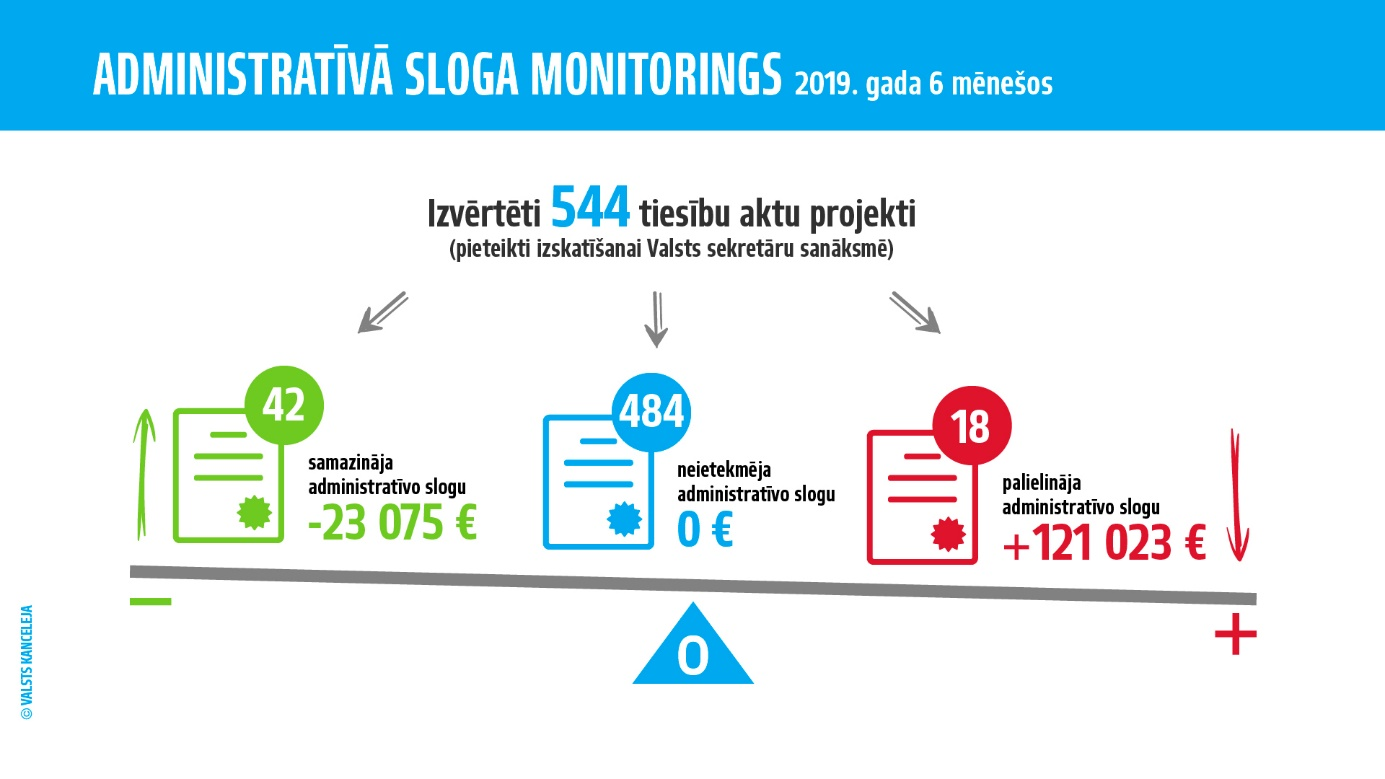 ADMINISTRATĪVĀ SLOGA MONITORINGS 2019. gada 6 mēnešos
Izvērtēti 544 tiesību aktu projekti
(pieteikti izskatīšanai Valsts sekretāru sanāksmē)
42
samazināja
administratīvo slogu
-23 075 €
484
neietekmēja
administratīvo slogu
0 €
18
palielināja
administratīvo slogu
+121 023 €
−
0
+
© VALSTS KANCELEJA